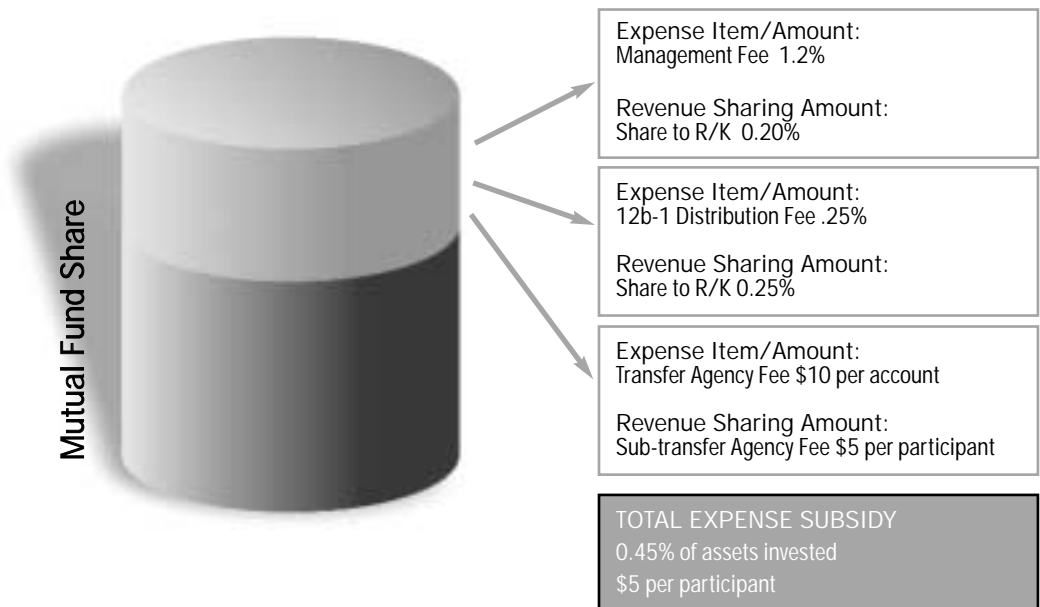 Mutual Fund Share
Expense Item/Amount:
Management Fee 1.2%
Revenue Sharing Amount:
Share to R/K 0.20%
Expense Item/Amount:
12b-1 Distribution Fee .25%
Revenue Sharing Amount:
Share to R/K 0.25%
Expense Item/Amount:
Transfer Agency Fee $10 per account
Revenue Sharing Amount:
Sub-transfer Agency Fee $5 per participant
TOTAL EXPENSE SUBSIDY
0.45% of assets invested
$5 per participant